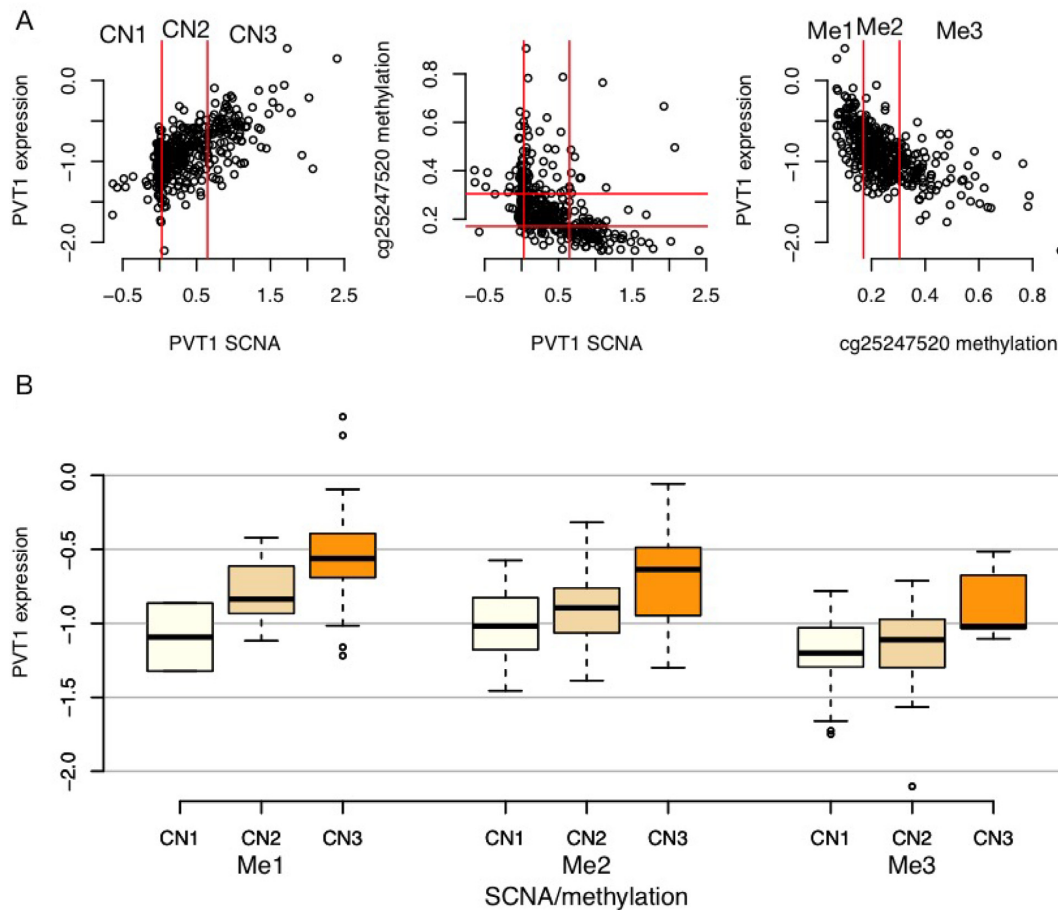 A
CN1 CN2 CN3
Me1 Me2 Me3
PVT1 expression
0.0
−1.0
−2.0
−0.5 0.5 1.5 2.5
PVT1 SCNA
cg25247520 methylation
0.8
0.6
0.4
0.2
−0.5 0.5 1.5 2.5
PVT1 SCNA
PVT1 expression
0.0
−1.0
−2.0
0.2 0.4 0.6 0.8
cg25247520 methylation
B
PVT1 expression
0.0
−0.5
−1.0
−1.5
−2.0
CN1 CN2 CN3 CN1 CN2 CN3 CN1 CN2 CN3
Me1 Me2 Me3
SCNA/methylation